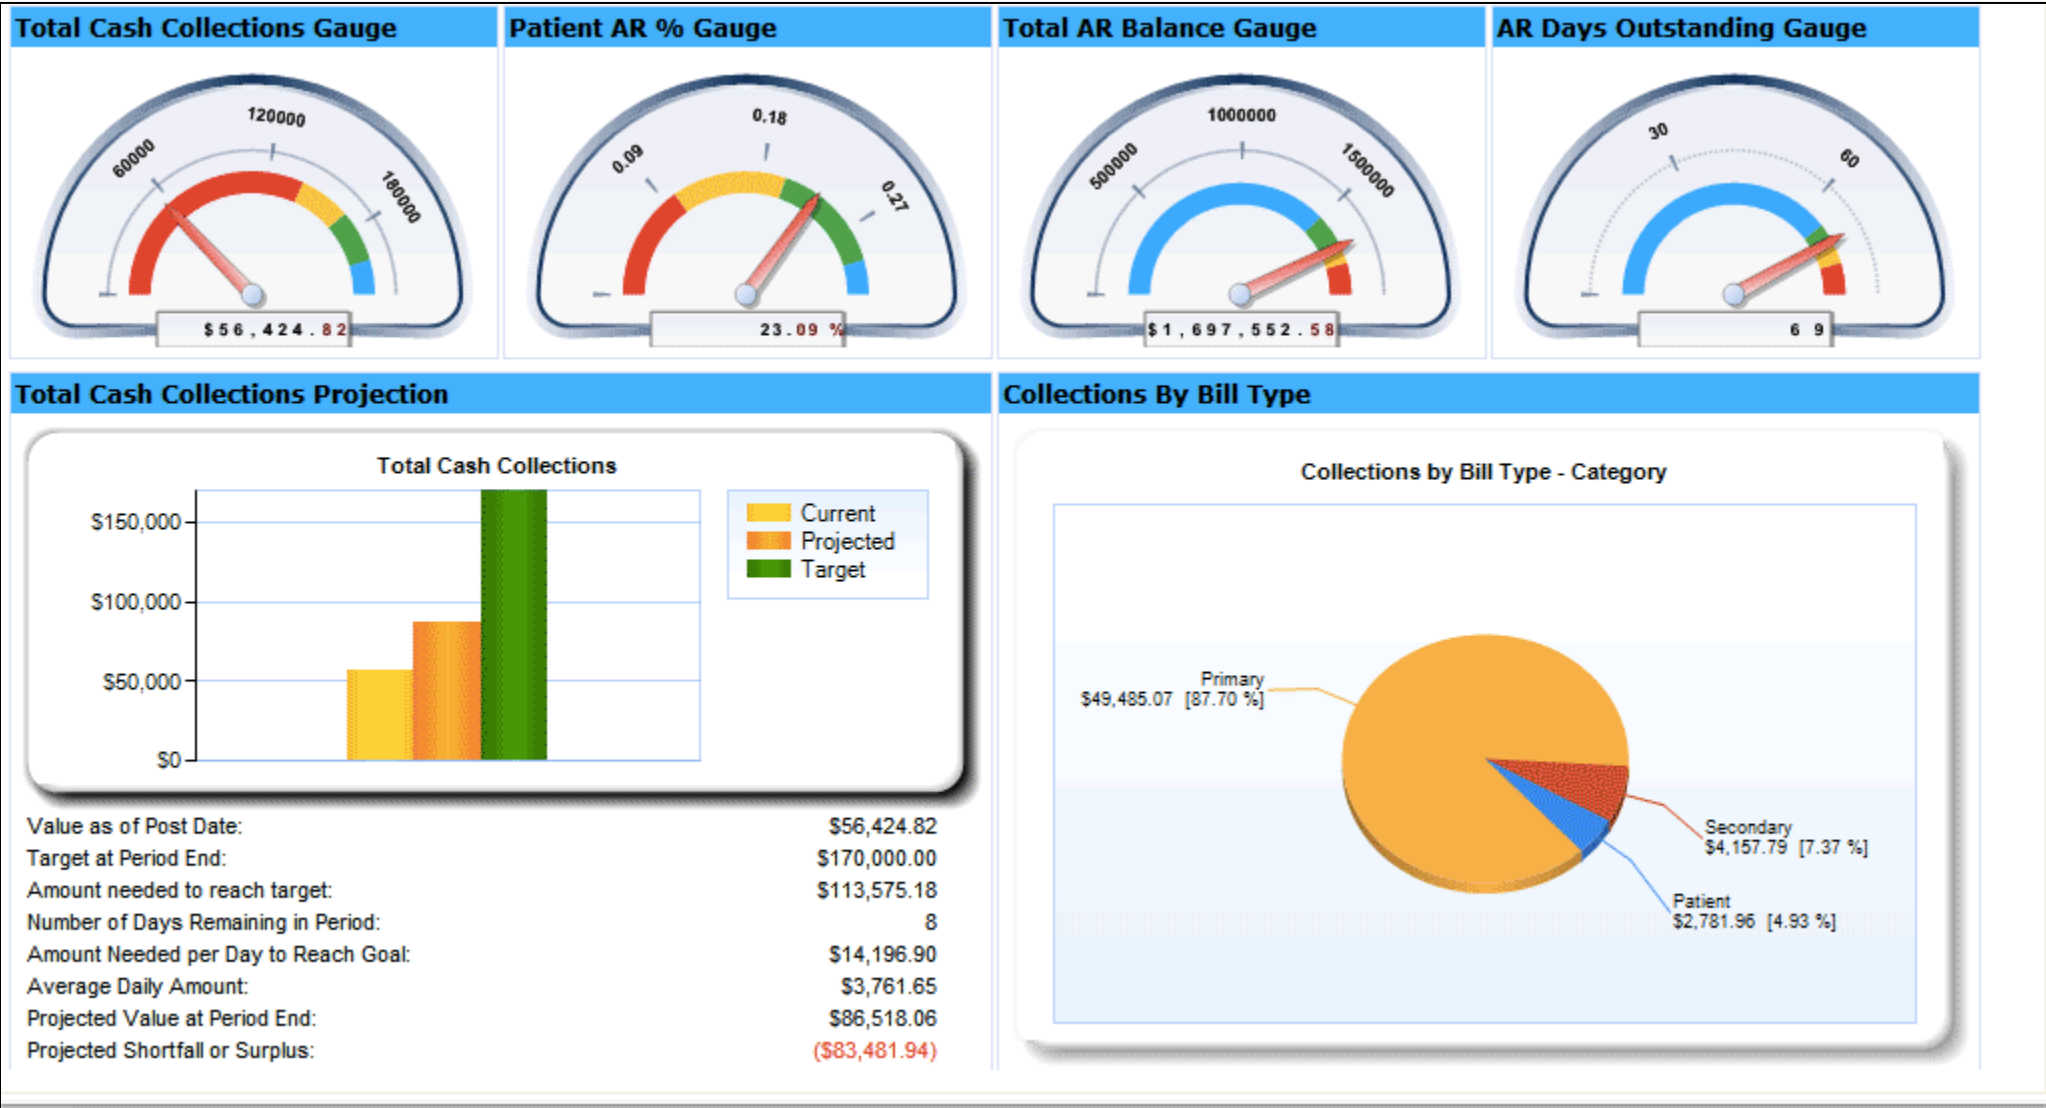 Total Cash Collections Gauge
60000
120000
180000
$56,424.82
Patient AR % Gauge
0.09
0.18
0.27
23.09 %
Total AR Balance Gauge
500000
1000000
1500000
$1,697,552.58
AR Days Outstanding Gauge
30
60
69
Total Cash Collections Projection
Total Cash Collections
$150,000
$100,000
$50,000
$0
Current
Projected
Target
Value as of Post Date: $56,424.82
Target at Period End: $170,000.00
Amount needed to reach target: $113,575.18
Number of Days Remaining in Period: 8
Amount Needed per Day to Reach Goal: $14,196.90
Average Daily Amount: $3,761.65
Projected Value at Period End: $86,518.06
Projected Shortfall or Surplus: ($83,481.94)
Collections By Bill Type
Collections by Bill Type - Category
Primary
$49,485.07 [87.70 %]
Secondary
$4,157.79 [7.37 %]
Patient
$2,781.96 [4.93 %]